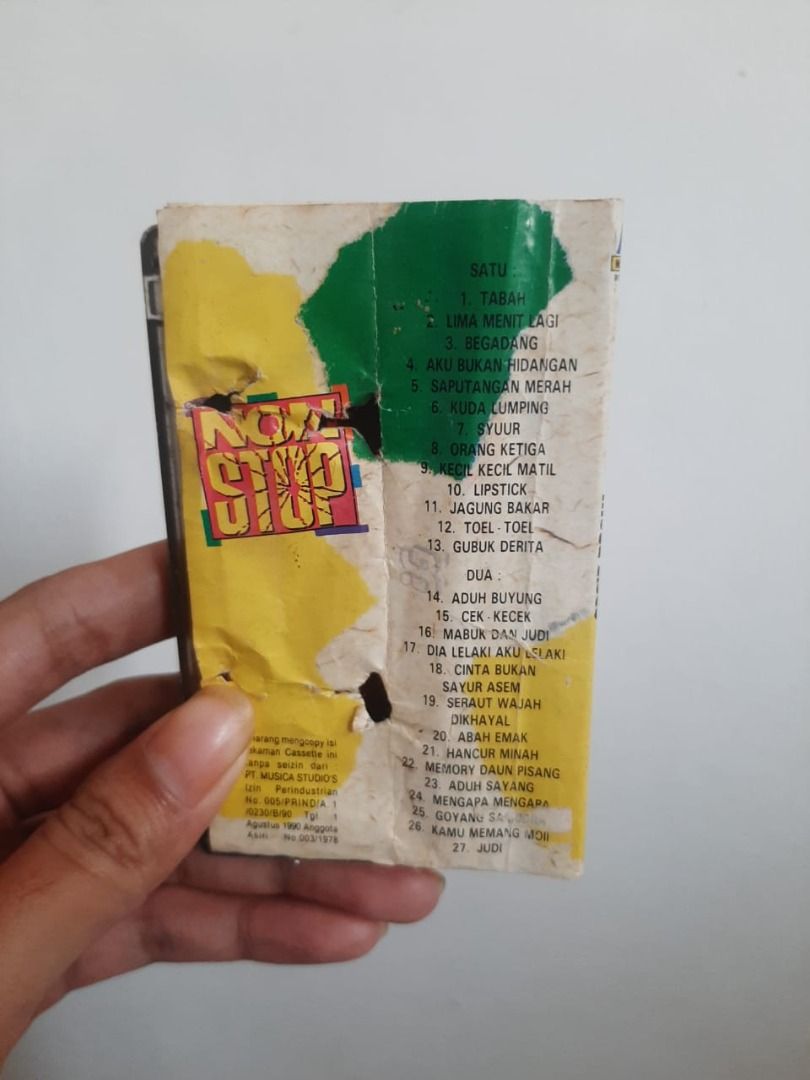 NON
STOP
SATU :
1. TABAH
2. LIMA MENIT LAGI
3. BEGADANG
4. AKU BUKAN HIDANGAN
5. SAPUTANGAN MERAH
6. KUDA LUMPING
7. SYUUR
8. ORANG KETIGA
9. KECIL KECIL MATIL
10. LIPSTICK
11. JAGUNG BAKAR
12. TOEL - TOEL
13. GUBUK DERITA
DUA :
14. ADUH BUYUNG
15. CEK - KECEK
16. MABUK DAN JUDI
17. DIA LELAKI AKU LELAKI
18. CINTA BUKAN
SAYUR ASEM
19. SERAUT WAJAH
DIKHAYAL
20. ABAH EMAK
21. HANCUR MINAH
22. MEMORY DAUN PISANG
23. ADUH SAYANG
24. MENGAPA MENGAPA
25. GOYANG
26. KAMU MEMANG
27. JUDI
mengcopy isi
Cassette ini
seizin dari :
PT. MUSICA STUDIO'S
Izin Perindustrian
No. 005/PRIND/A. 1
/0230/B/90 Tgl 1
Agustus 1990 Anggota
Asiri No 003/1978